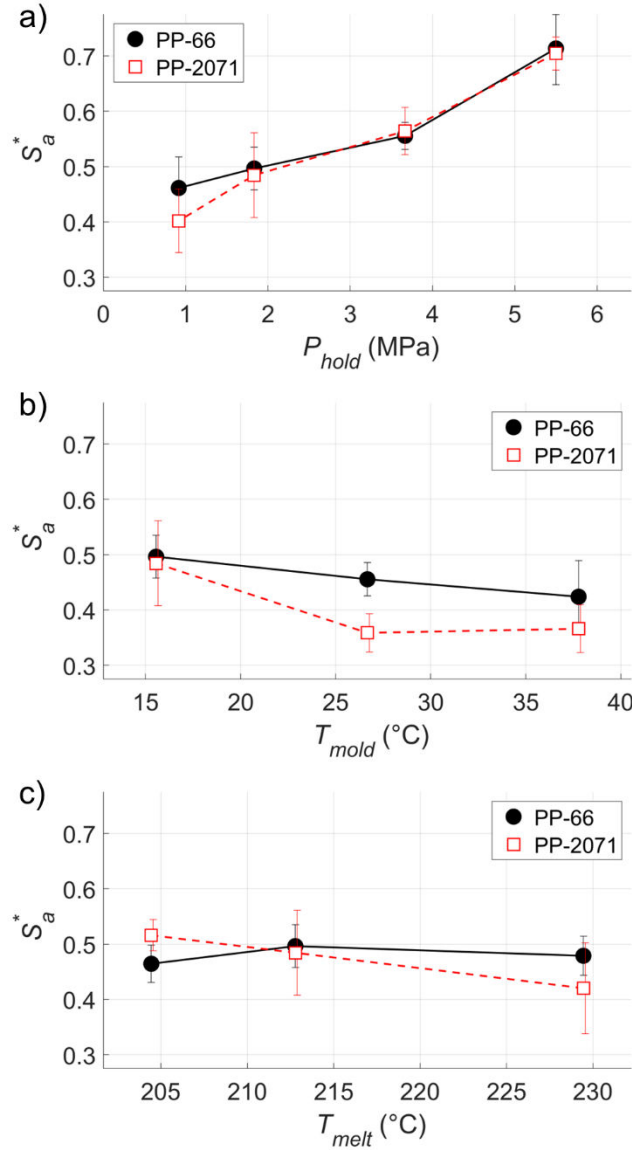 a)
PP-66
PP-2071
0.7
0.6
0.5
0.4
0.3
S*a
0 1 2 3 4 5 6
Phold (MPa)
b)
PP-66
PP-2071
0.7
0.6
0.5
0.4
0.3
S*a
15 20 25 30 35 40
Tmold (°C)
c)
PP-66
PP-2071
0.7
0.6
0.5
0.4
0.3
S*a
205 210 215 220 225 230
Tmelt (°C)